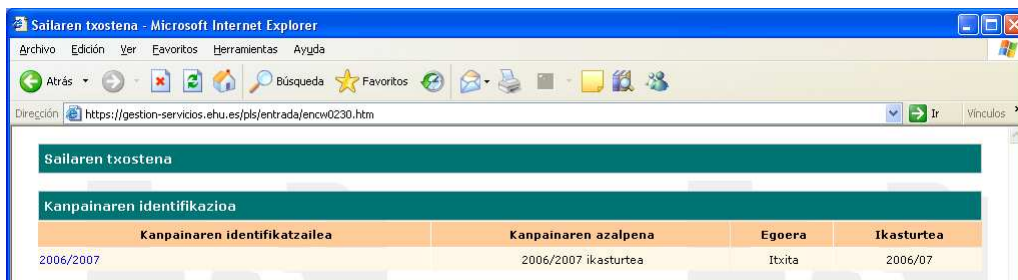 Sailaren txostena - Microsoft Internet Explorer
Archivo Edición Ver Favoritos Herramientas Ayuda
Atrás Búsqueda Favoritos
Dirección https://gestion-servicios.ehu.es/pls/entrada/encw0230.htm Ir Vínculos
Sailaren txostena
Kanpainaren identifikazioa
Kanpainaren identifikatzailea Kanpainaren azalpena Egoera Ikasturtea
2006/2007 2006/2007 ikasturtea Itxita 2006/07